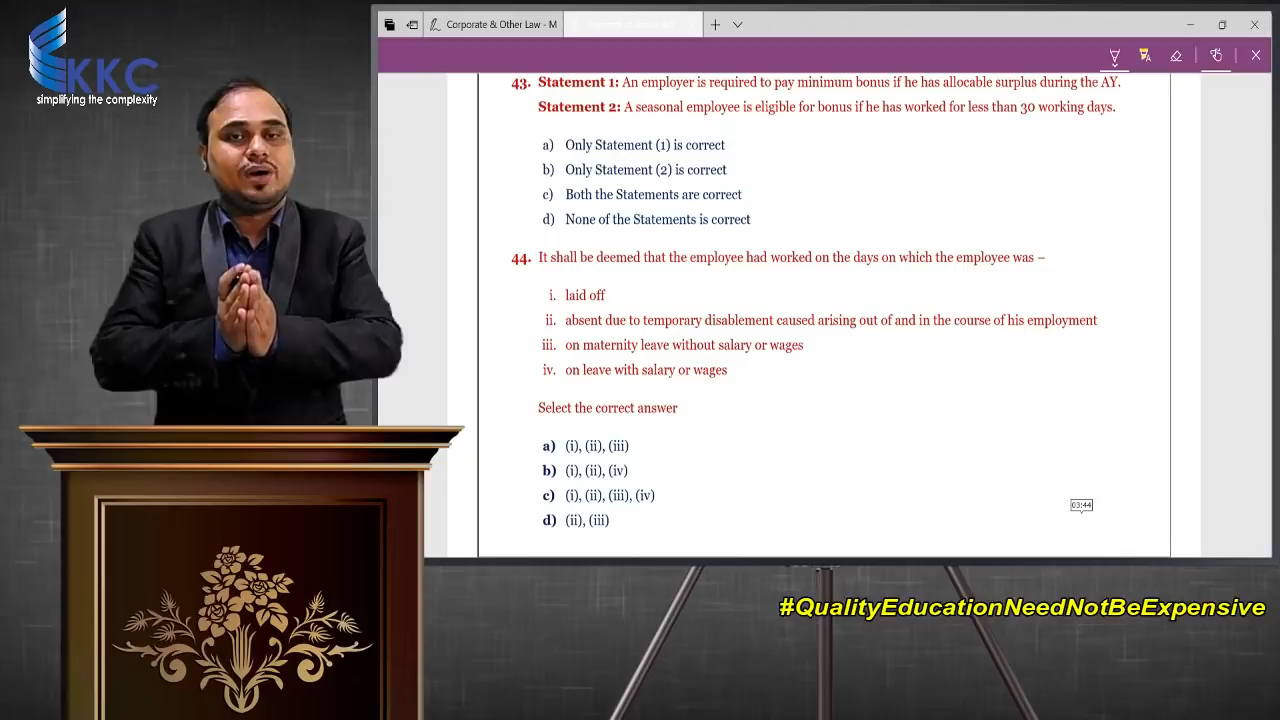 KKC
simplifying the complexity
Corporate & Other Law - M
43. Statement 1: An employer is required to pay minimum bonus if he has allocable surplus during the AY.
Statement 2: A seasonal employee is eligible for bonus if he has worked for less than 30 working days.
a) Only Statement (1) is correct
b) Only Statement (2) is correct
c) Both the Statements are correct
d) None of the Statements is correct
44. It shall be deemed that the employee had worked on the days on which the employee was –
i. laid off
ii. absent due to temporary disablement caused arising out of and in the course of his employment
iii. on maternity leave without salary or wages
iv. on leave with salary or wages
Select the correct answer
a) (i), (ii), (iii)
b) (i), (ii), (iv)
c) (i), (ii), (iii), (iv)
d) (ii), (iii)
03:44
#QualityEducationNeedNotBeExpensive